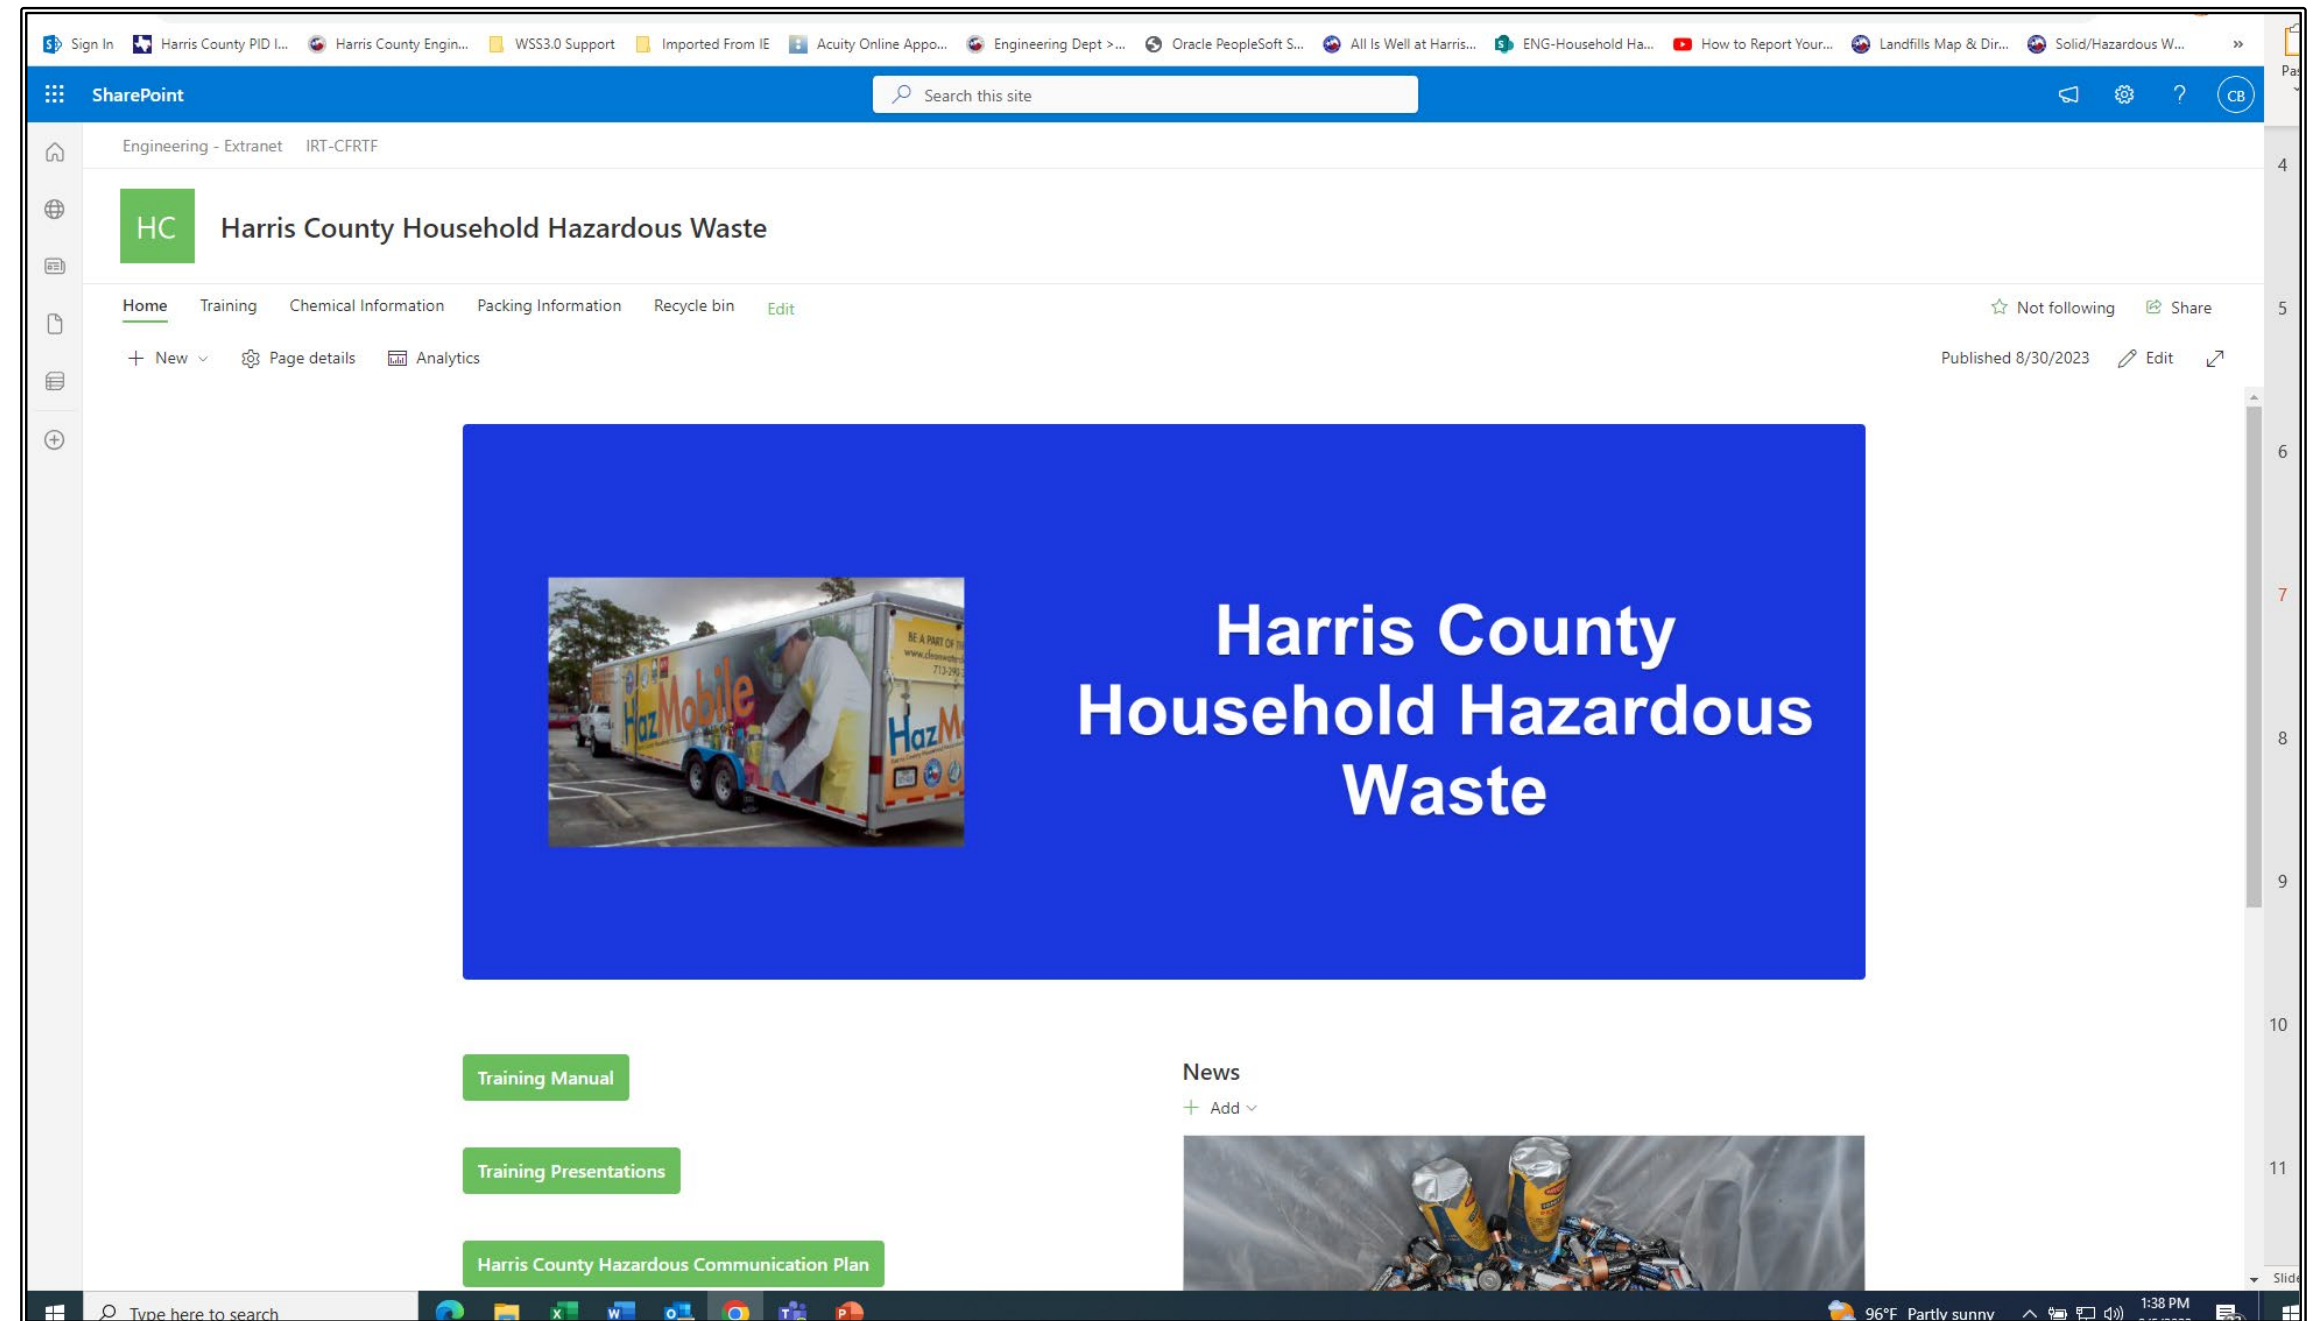 Sign In Harris County PID I... Harris County Engin... WSS3.0 Support Imported From IE Acuity Online Appo... Engineering Dept >... Oracle PeopleSoft S... All Is Well at Harris... ENG-Household Ha... How to Report Your... Landfills Map & Dir... Solid/Hazardous W... »
SharePoint Search this site ? CB
Engineering - Extranet IRT-CFRTF
HC Harris County Household Hazardous Waste
Home Training Chemical Information Packing Information Recycle bin Edit Not following Share
+ New Page details Analytics Published 8/30/2023 Edit
4
5
6
7
8
9
10
11
BE A PART OF
HazMobile
HazM
Harris County
Household Hazardous
Waste
Training Manual
News
+ Add
Training Presentations
Harris County Hazardous Communication Plan
Type here to search 96°F Partly sunny 1:38 PM